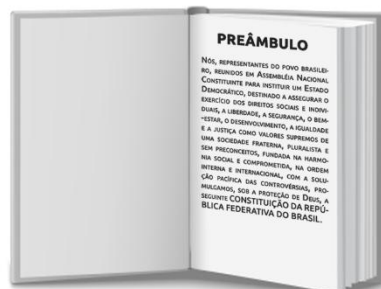 PREÂMBULO
NÓS, REPRESENTANTES DO POVO BRASILEI-
RO, REUNIDOS EM ASSEMBLÉIA NACIONAL
CONSTITUINTE PARA INSTITUIR UM ESTADO
DEMOCRÁTICO, DESTINADO A ASSEGURAR O
EXERCÍCIO DOS DIREITOS SOCIAIS E INDIVI-
DUAIS, A LIBERDADE, A SEGURANÇA, O BEM-
-ESTAR, O DESENVOLVIMENTO, A IGUALDADE
E A JUSTIÇA COMO VALORES SUPREMOS DE
UMA SOCIEDADE FRATERNA, PLURALISTA E
SEM PRECONCEITOS, FUNDADA NA HARMO-
NIA SOCIAL E COMPROMETIDA, NA ORDEM
INTERNA E INTERNACIONAL, COM A SOLU-
ÇÃO PACÍFICA DAS CONTROVÉRSIAS, PRO-
MULGAMOS, SOB A PROTEÇÃO DE DEUS, A
SEGUINTE CONSTITUIÇÃO DA REPÚ-
BLICA FEDERATIVA DO BRASIL.